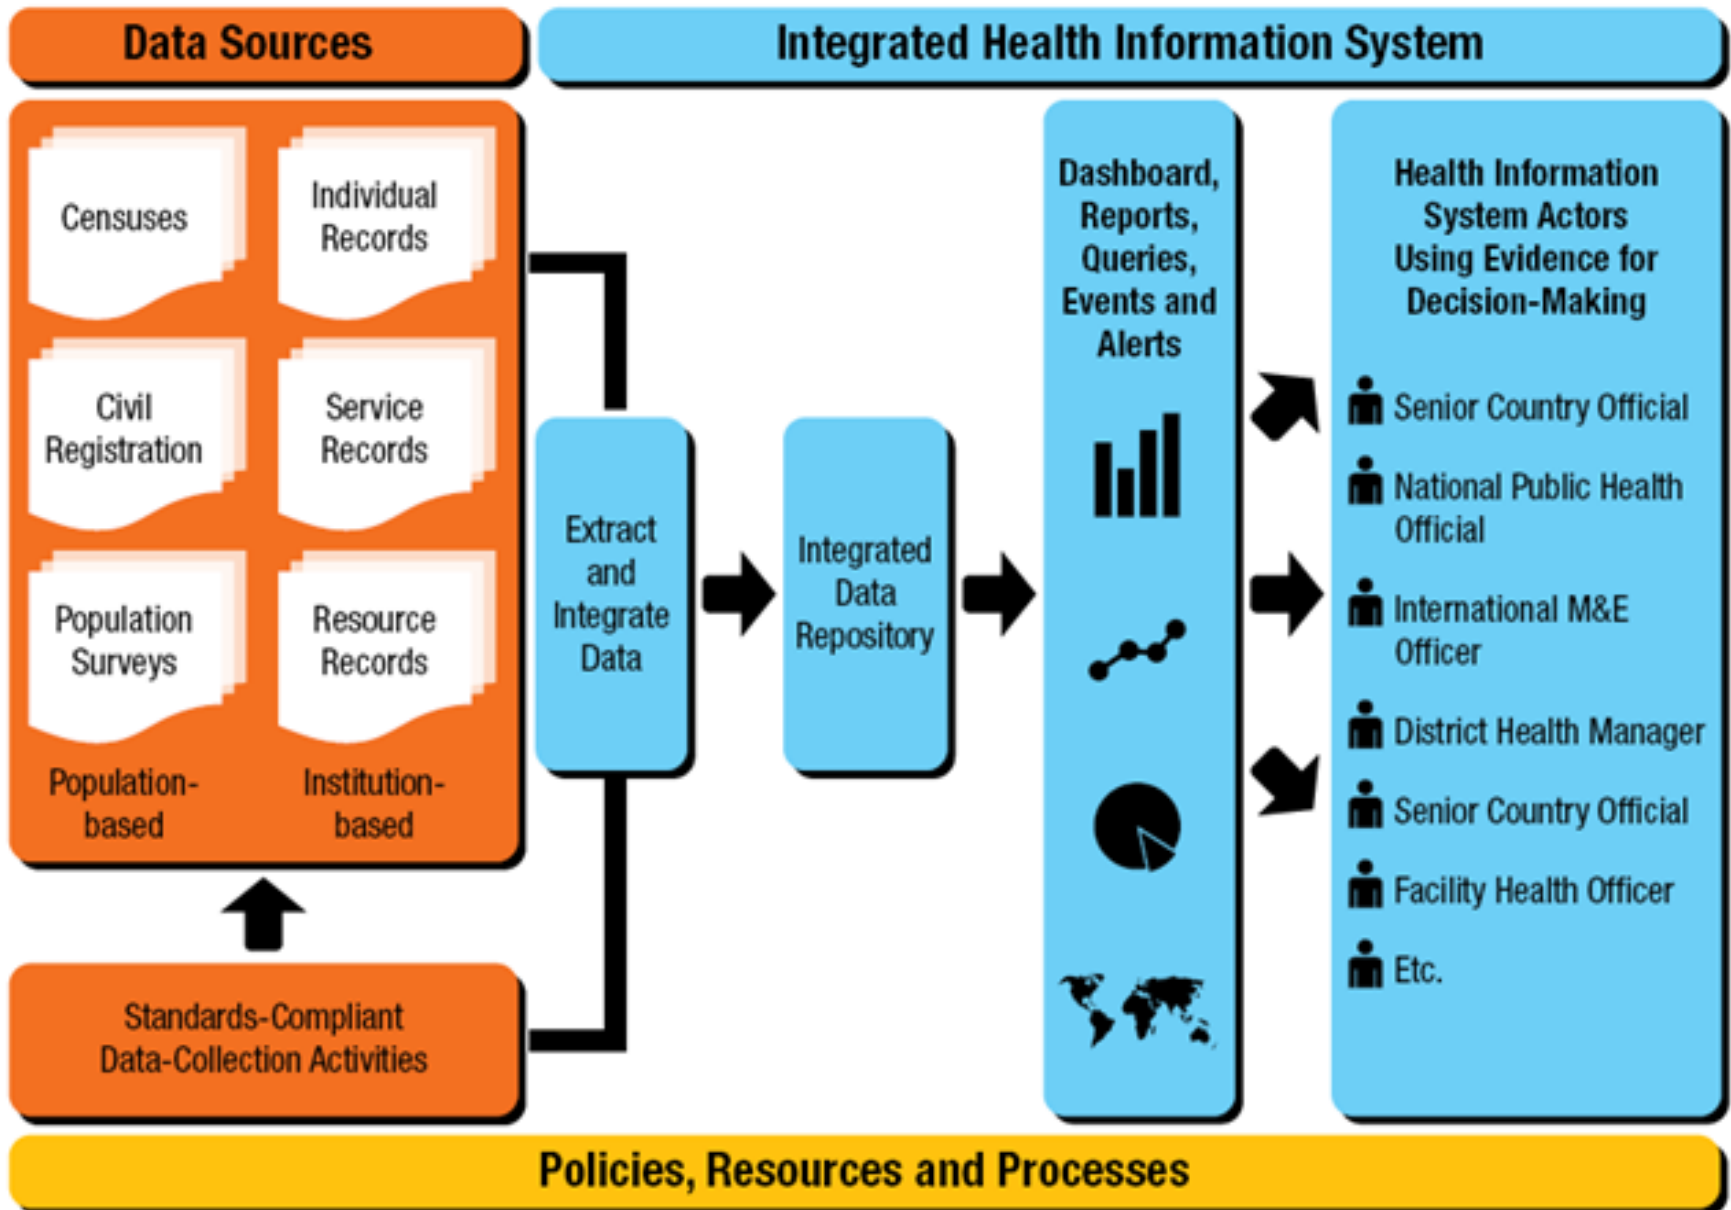 Data Sources
Integrated Health Information System
Censuses
Individual
Records
Civil
Registration
Service
Records
Population
Surveys
Resource
Records
Population-
based
Institution-
based
Standards-Compliant
Data-Collection Activities
Extract
and
Integrate
Data
Integrated
Data
Repository
Dashboard,
Reports,
Queries,
Events and
Alerts
Health Information
System Actors
Using Evidence for
Decision-Making
Senior Country Official
National Public Health
Official
International M&E
Officer
District Health Manager
Senior Country Official
Facility Health Officer
Etc.
Policies, Resources and Processes